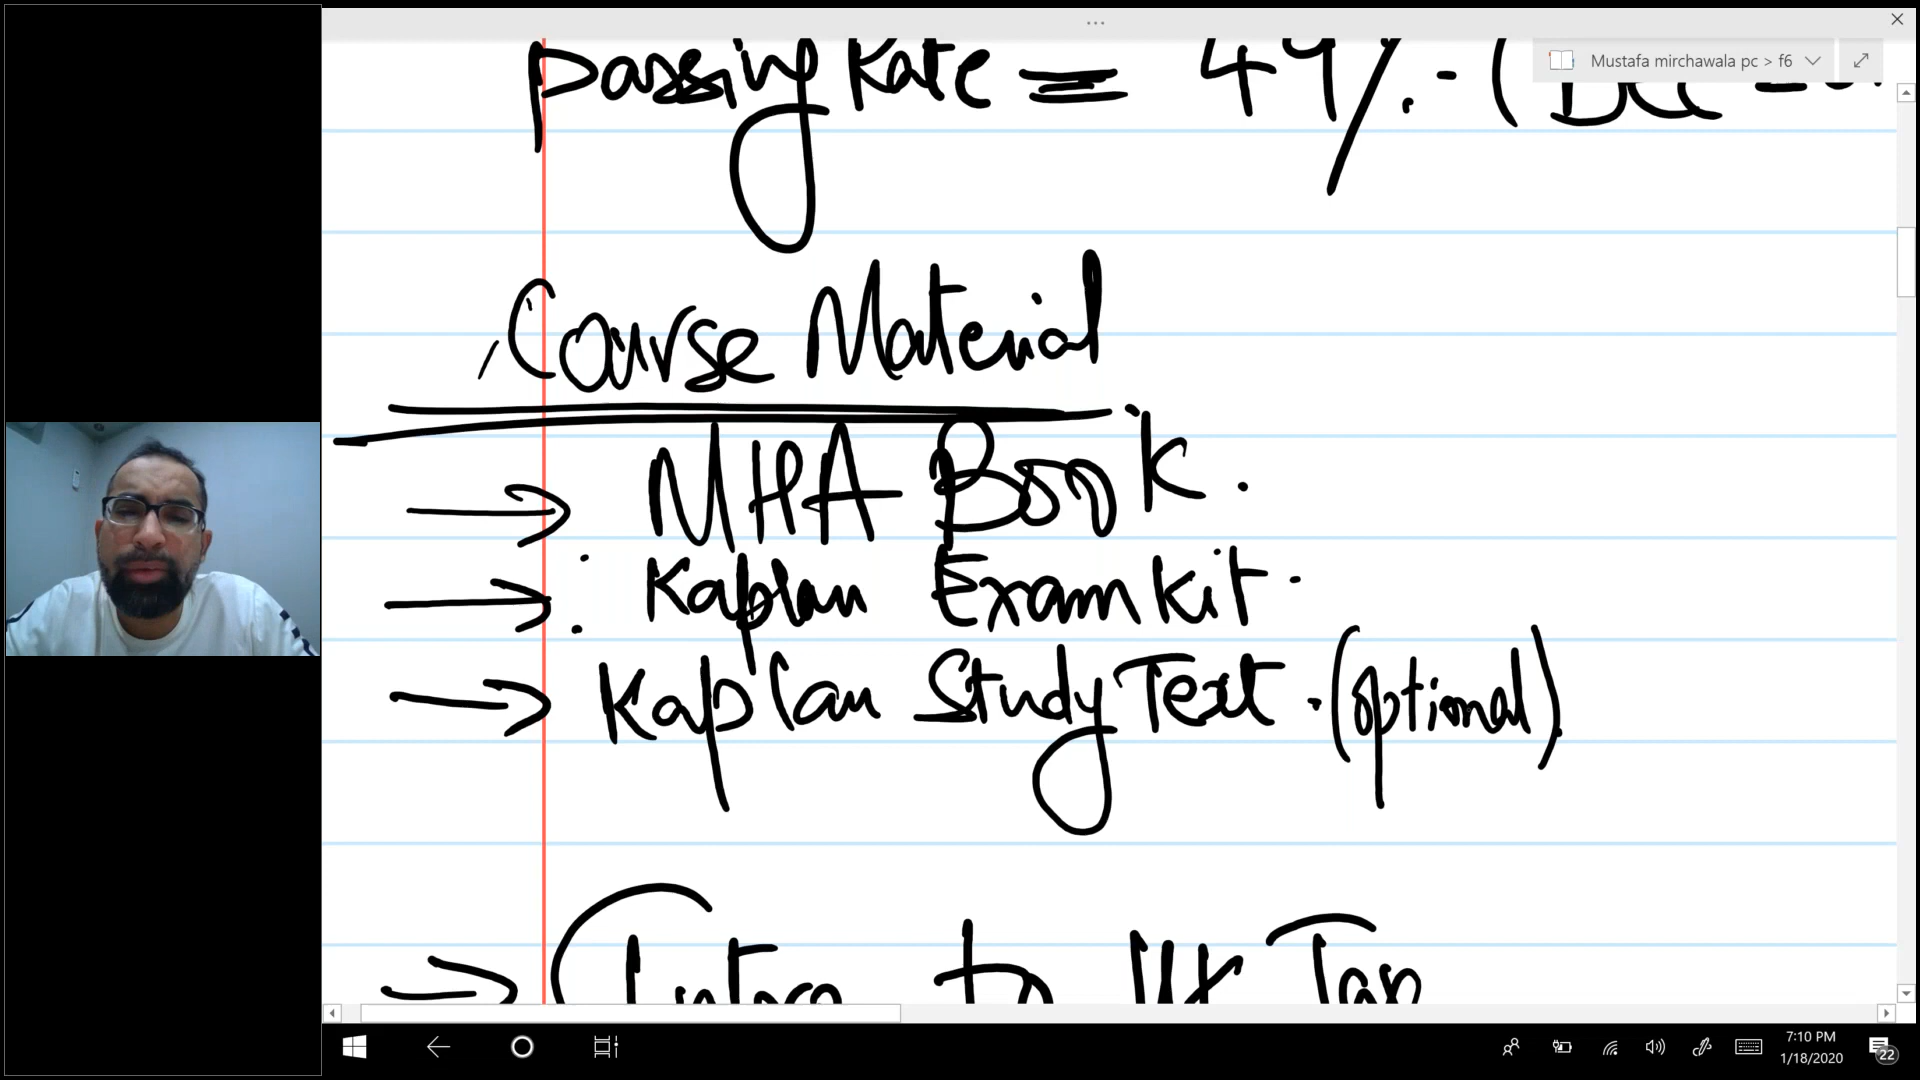 Passing Rate = 49%. (Dec
Mustafa mirchawala pc > f6
Course Material
→ MHA Book.
→ Kaplan Exam Kit.
→ Kaplan Study Text. (optional)
→ Intro to UK Tax
7:10 PM
1/18/2020
22